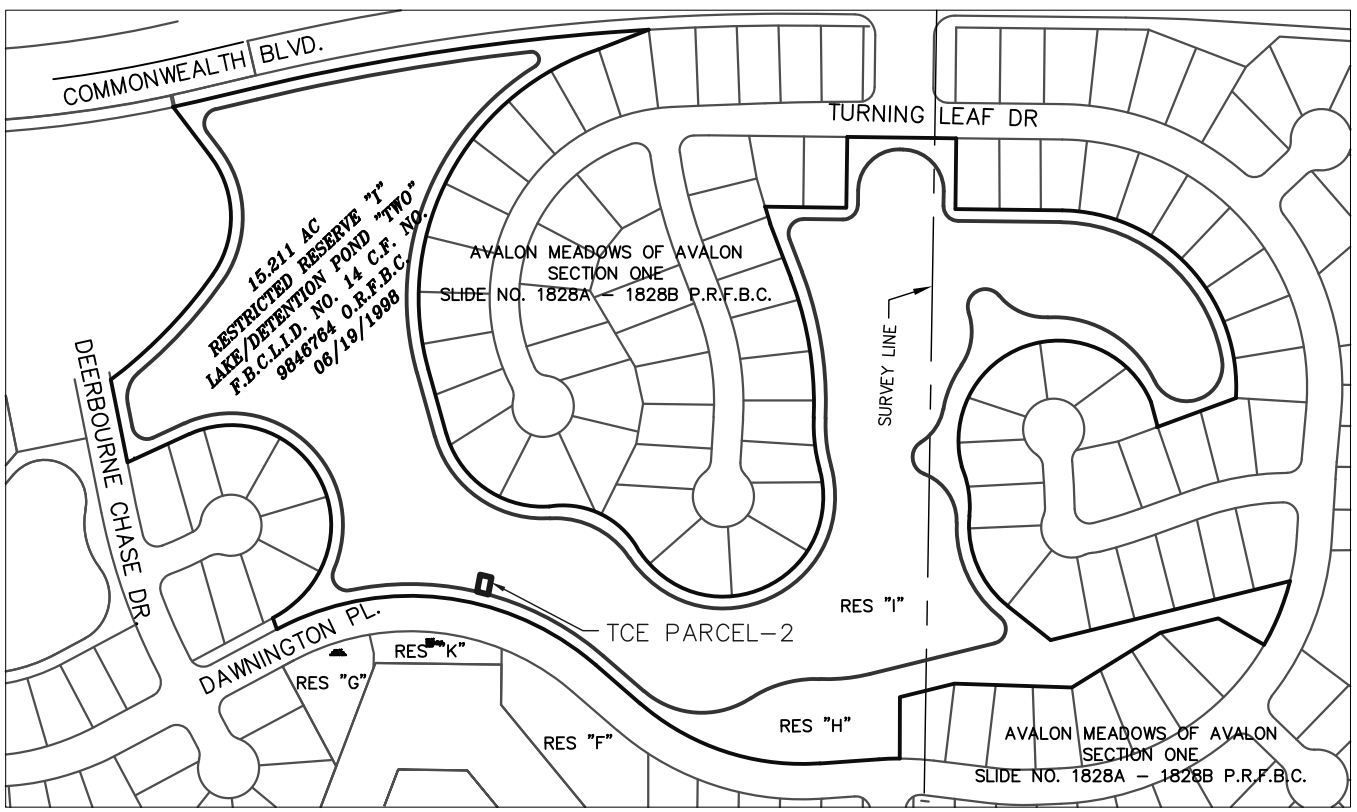 COMMONWEALTH BLVD.
TURNING LEAF DR
15.211 AC
RESTRICTED RESERVE "I"
LAKE/DETENTION POND "TWO"
F.B.C.L.I.D. NO. 14 C.F. NO.
9846764 O.R.F.B.C.
06/19/1998
AVALON MEADOWS OF AVALON
SECTION ONE
SLIDE NO. 1828A – 1828B P.R.F.B.C.
SURVEY LINE
DEERBOURNE CHASE DR
DAWNINGTON PL.
TCE PARCEL-2
RES "I"
RES "K"
RES "G"
RES "F"
RES "H"
AVALON MEADOWS OF AVALON
SECTION ONE
SLIDE NO. 1828A – 1828B P.R.F.B.C.